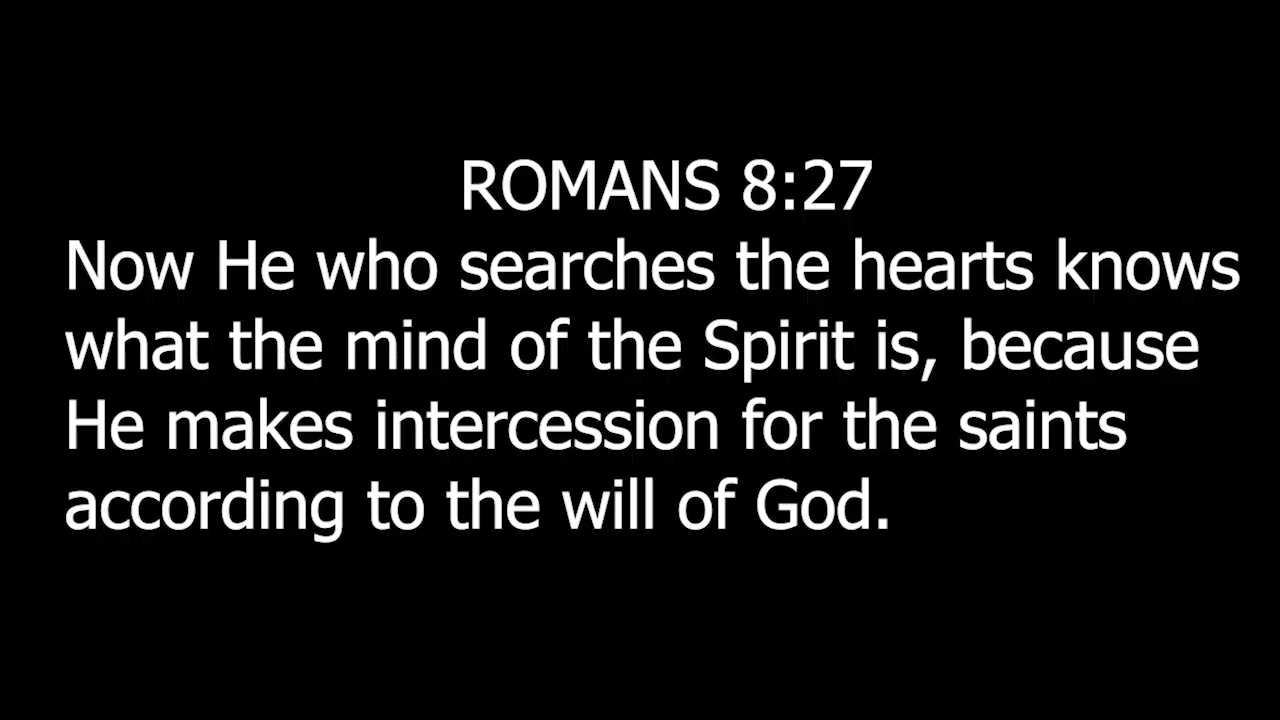 ROMANS 8:27
Now He who searches the hearts knows
what the mind of the Spirit is, because
He makes intercession for the saints
according to the will of God.